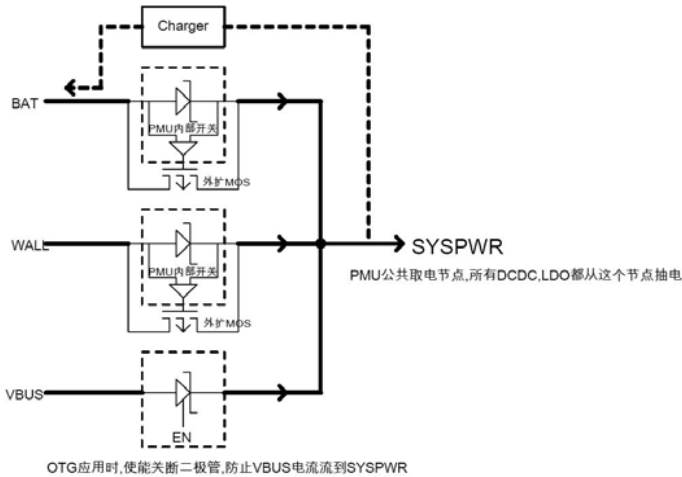 Charger
BAT
PMU内部开关
外扩MOS
WALL
SYSPWR
PMU公共取电节点,所有DCDC,LDO都从这个节点抽电
PMU内部开关
外扩MOS
VBUS
EN
OTG应用时,使能关断二极管,防止VBUS电流流到SYSPWR